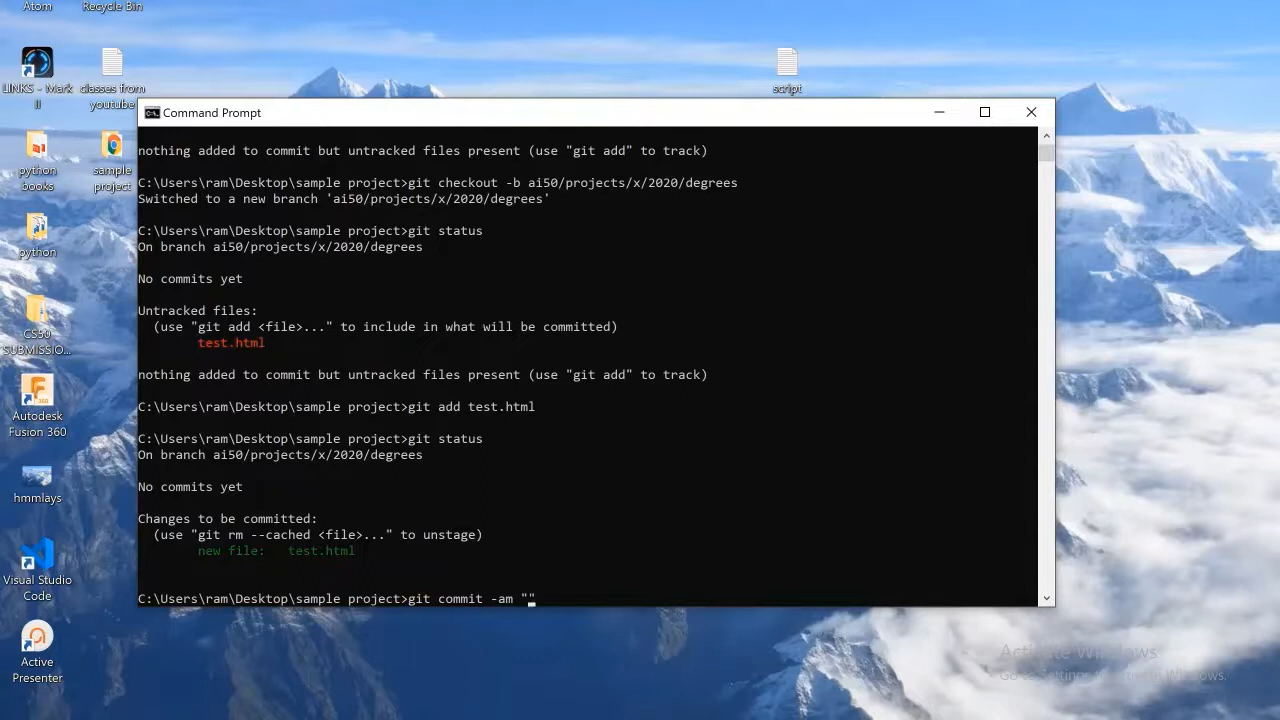 Atom
Recycle Bin
LINKS - Mark
II
classes from
youtube
script
python
books
sample
project
python
CS50
SUBMISSIO...
Autodesk
Fusion 360
hmmlays
Visual Studio
Code
Active
Presenter
Command Prompt
nothing added to commit but untracked files present (use "git add" to track)
C:\Users\ram\Desktop\sample project>git checkout -b ai50/projects/x/2020/degrees
Switched to a new branch 'ai50/projects/x/2020/degrees'
C:\Users\ram\Desktop\sample project>git status
On branch ai50/projects/x/2020/degrees
No commits yet
Untracked files:
(use "git add <file>..." to include in what will be committed)
test.html
nothing added to commit but untracked files present (use "git add" to track)
C:\Users\ram\Desktop\sample project>git add test.html
C:\Users\ram\Desktop\sample project>git status
On branch ai50/projects/x/2020/degrees
No commits yet
Changes to be committed:
(use "git rm --cached <file>..." to unstage)
new file:   test.html
C:\Users\ram\Desktop\sample project>git commit -am ""
Activate Windows
Go to Settings to activate Windows.